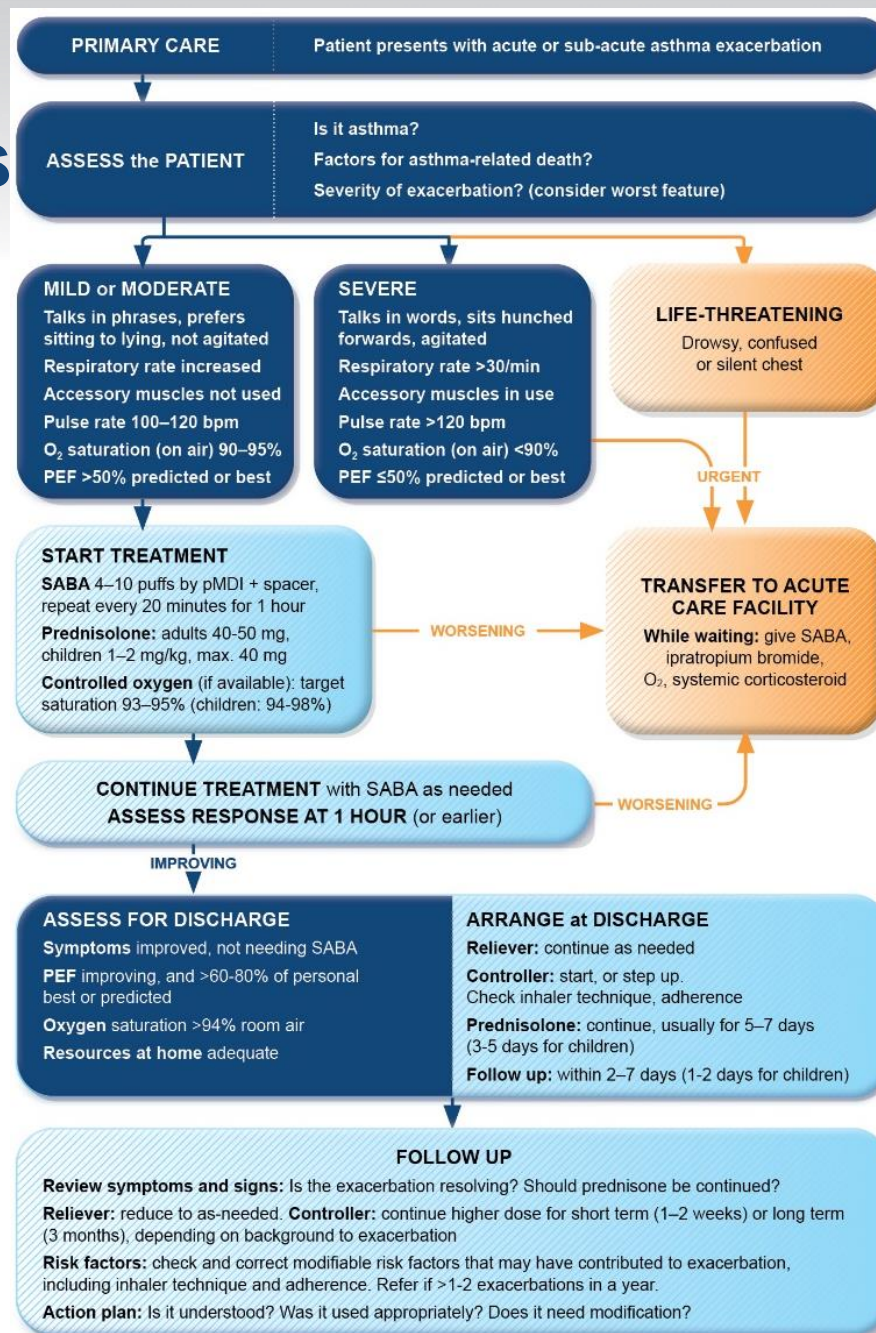 PRIMARY CARE
Patient presents with acute or sub-acute asthma exacerbation
ASSESS the PATIENT
Is it asthma?
Factors for asthma-related death?
Severity of exacerbation? (consider worst feature)
MILD or MODERATE
Talks in phrases, prefers
sitting to lying, not agitated
Respiratory rate increased
Accessory muscles not used
Pulse rate 100–120 bpm
O₂ saturation (on air) 90–95%
PEF >50% predicted or best
SEVERE
Talks in words, sits hunched
forwards, agitated
Respiratory rate >30/min
Accessory muscles in use
Pulse rate >120 bpm
O₂ saturation (on air) <90%
PEF ≤50% predicted or best
LIFE-THREATENING
Drowsy, confused
or silent chest
URGENT
START TREATMENT
SABA 4–10 puffs by pMDI + spacer,
repeat every 20 minutes for 1 hour
Prednisolone: adults 40-50 mg,
children 1–2 mg/kg, max. 40 mg
Controlled oxygen (if available): target
saturation 93–95% (children: 94-98%)
WORSENING
TRANSFER TO ACUTE
CARE FACILITY
While waiting: give SABA,
ipratropium bromide,
O₂, systemic corticosteroid
CONTINUE TREATMENT with SABA as needed
ASSESS RESPONSE AT 1 HOUR (or earlier)
WORSENING
IMPROVING
ASSESS FOR DISCHARGE
Symptoms improved, not needing SABA
PEF improving, and >60-80% of personal
best or predicted
Oxygen saturation >94% room air
Resources at home adequate
ARRANGE at DISCHARGE
Reliever: continue as needed
Controller: start, or step up.
Check inhaler technique, adherence
Prednisolone: continue, usually for 5–7 days
(3-5 days for children)
Follow up: within 2–7 days (1-2 days for children)
FOLLOW UP
Review symptoms and signs: Is the exacerbation resolving? Should prednisone be continued?
Reliever: reduce to as-needed. Controller: continue higher dose for short term (1–2 weeks) or long term
(3 months), depending on background to exacerbation
Risk factors: check and correct modifiable risk factors that may have contributed to exacerbation,
including inhaler technique and adherence. Refer if >1-2 exacerbations in a year.
Action plan: Is it understood? Was it used appropriately? Does it need modification?